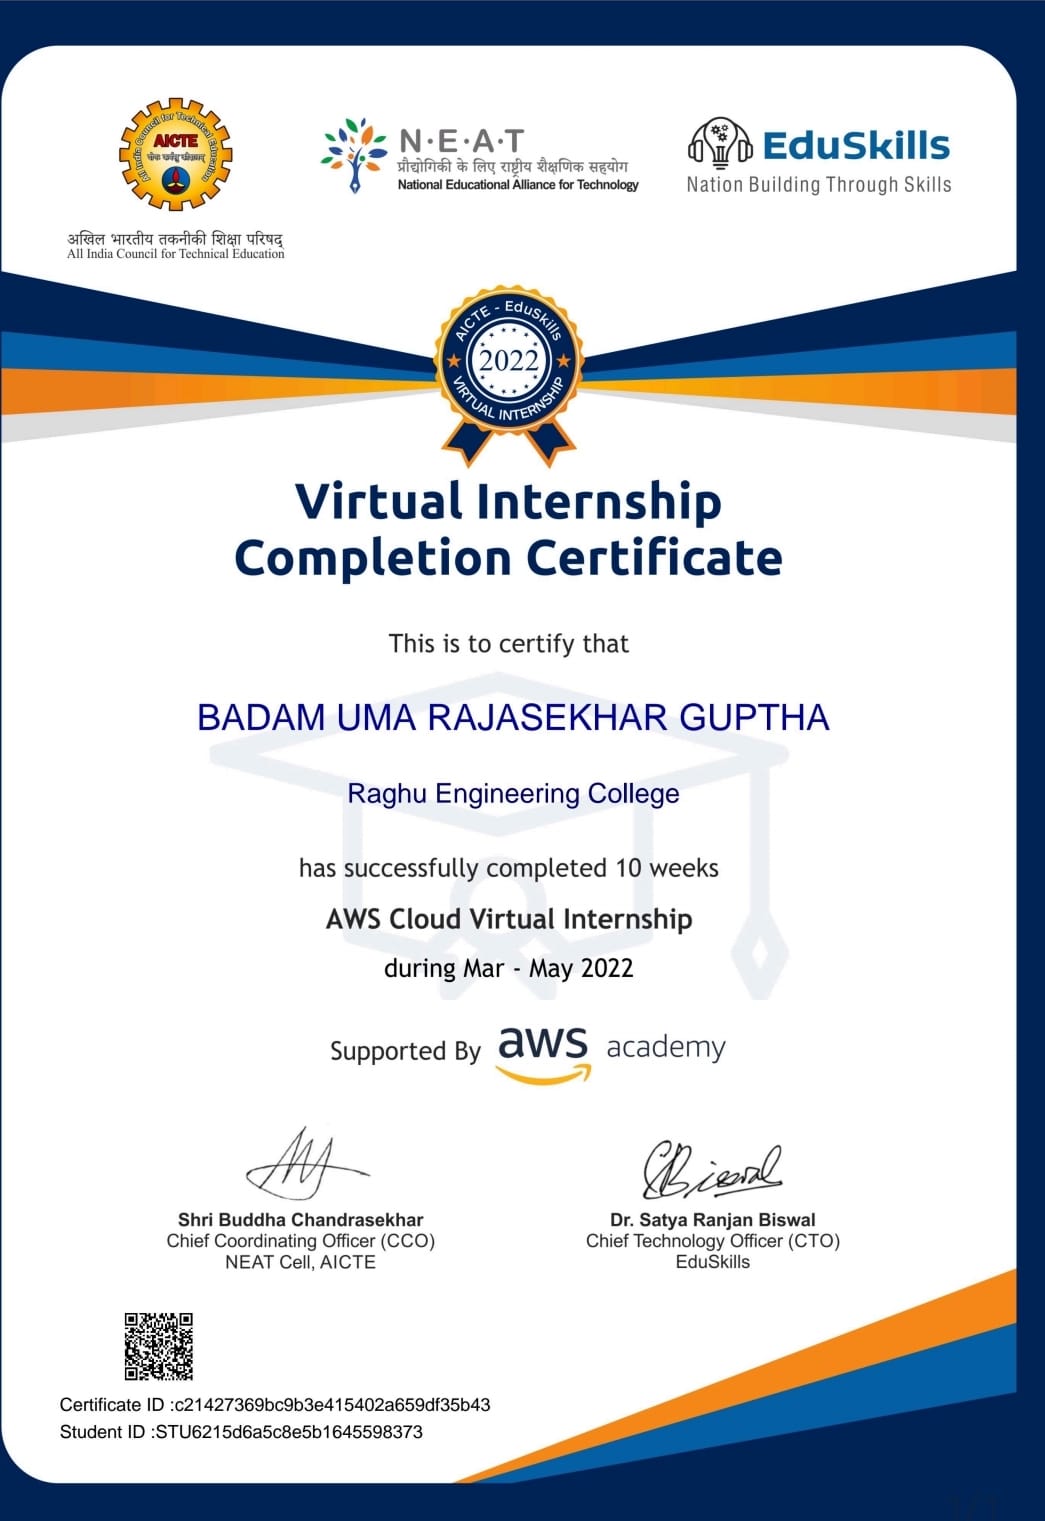 All India Council for Technical Education
AICTE
अखिल भारतीय तकनीकी शिक्षा परिषद्
All India Council for Technical Education
N·E·A·T
प्रौद्योगिकी के लिए राष्ट्रीय शैक्षणिक सहयोग
National Educational Alliance for Technology
EduSkills
Nation Building Through Skills
AICTE - EduSkills
2022
VIRTUAL INTERNSHIP
Virtual Internship
Completion Certificate
This is to certify that
BADAM UMA RAJASEKHAR GUPTHA
Raghu Engineering College
has successfully completed 10 weeks
AWS Cloud Virtual Internship
during Mar - May 2022
Supported By aws academy
Shri Buddha Chandrasekhar
Chief Coordinating Officer (CCO)
NEAT Cell, AICTE
Biswal
Dr. Satya Ranjan Biswal
Chief Technology Officer (CTO)
EduSkills
Certificate ID :c21427369bc9b3e415402a659df35b43
Student ID :STU6215d6a5c8e5b1645598373